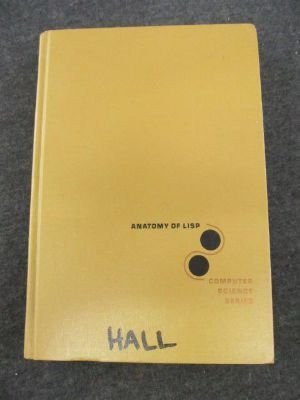 ANATOMY OF LISP
COMPUTER
SCIENCE
SERIES
HALL